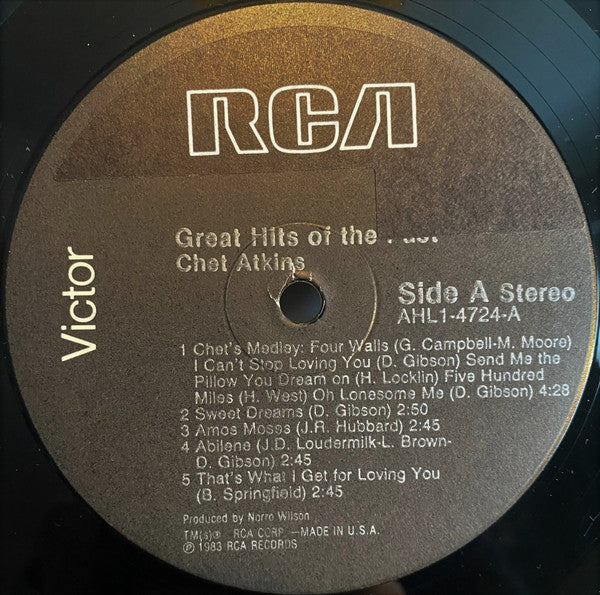 RCA
Victor
Great Hits of the Past
Chet Atkins
Side A Stereo
AHL1-4724-A
1 Chet's Medley: Four Walls (G. Campbell-M. Moore)
I Can't Stop Loving You (D. Gibson) Send Me the
Pillow You Dream on (H. Locklin) Five Hundred
Miles (H. West) Oh Lonesome Me (D. Gibson) 4:28
2 Sweet Dreams (D. Gibson) 2:50
3 Amos Moses (J.R. Hubbard) 2:45
4 Abilene (J.D. Loudermilk-L. Brown-
D. Gibson) 2:45
5 That's What I Get for Loving You
(B. Springfield) 2:45
Produced by Norro Wilson
TM(s)® RCA CORP.—MADE IN U.S.A.
℗ 1983 RCA RECORDS